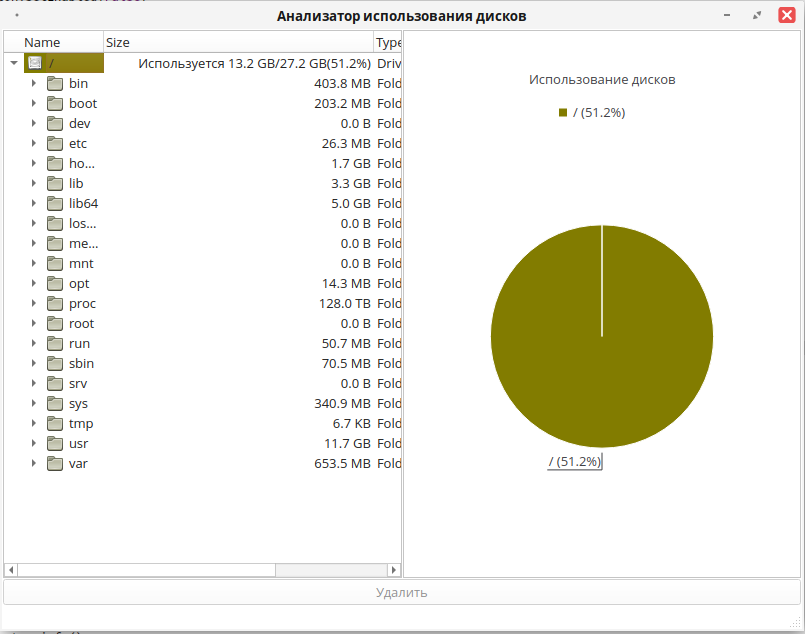 Анализатор использования дисков
Name Size Type
/ Используется 13.2 GB/27.2 GB(51.2%) Driv
bin 403.8 MB Fold
boot 203.2 MB Fold
dev 0.0 B Fold
etc 26.3 MB Fold
ho... 1.7 GB Fold
lib 3.3 GB Fold
lib64 5.0 GB Fold
los... 0.0 B Fold
me... 0.0 B Fold
mnt 0.0 B Fold
opt 14.3 MB Fold
proc 128.0 TB Fold
root 0.0 B Fold
run 50.7 MB Fold
sbin 70.5 MB Fold
srv 0.0 B Fold
sys 340.9 MB Fold
tmp 6.7 KB Fold
usr 11.7 GB Fold
var 653.5 MB Fold
Использование дисков
/ (51.2%)
/ (51.2%)
Удалить